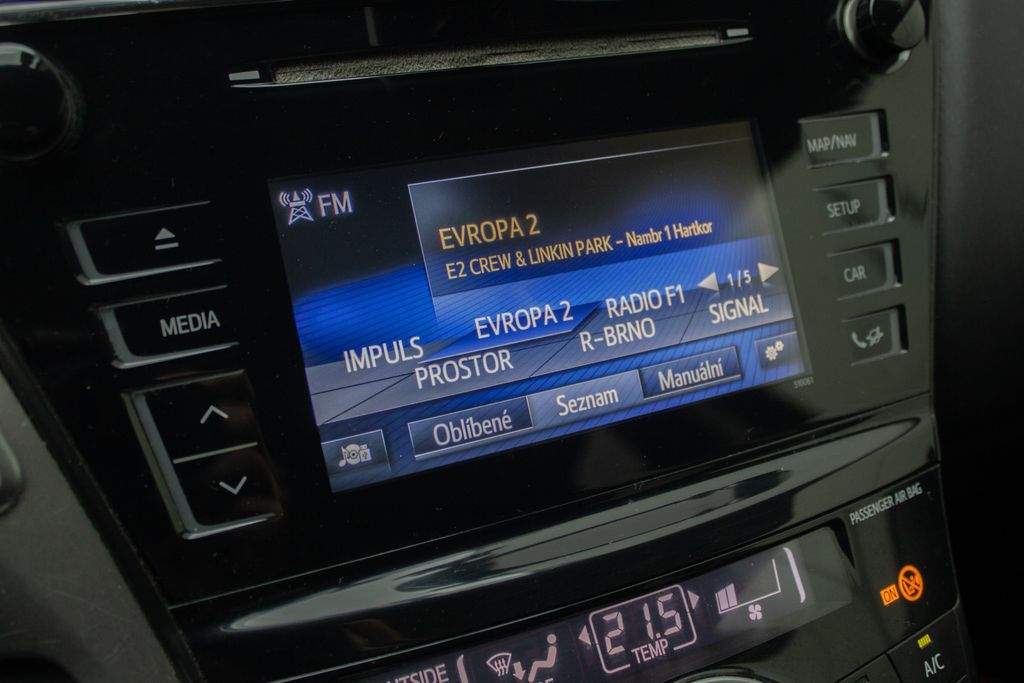 FM
EVROPA 2
E2 CREW & LINKIN PARK – Nambr 1 Hartkor
1/5
IMPULS EVROPA 2 RADIO F1
PROSTOR R-BRNO SIGNAL
Oblíbené Seznam Manuální
510061
MEDIA
MAP/NAV
SETUP
CAR
PASSENGER AIR BAG
ON
21.5
TEMP
A/C